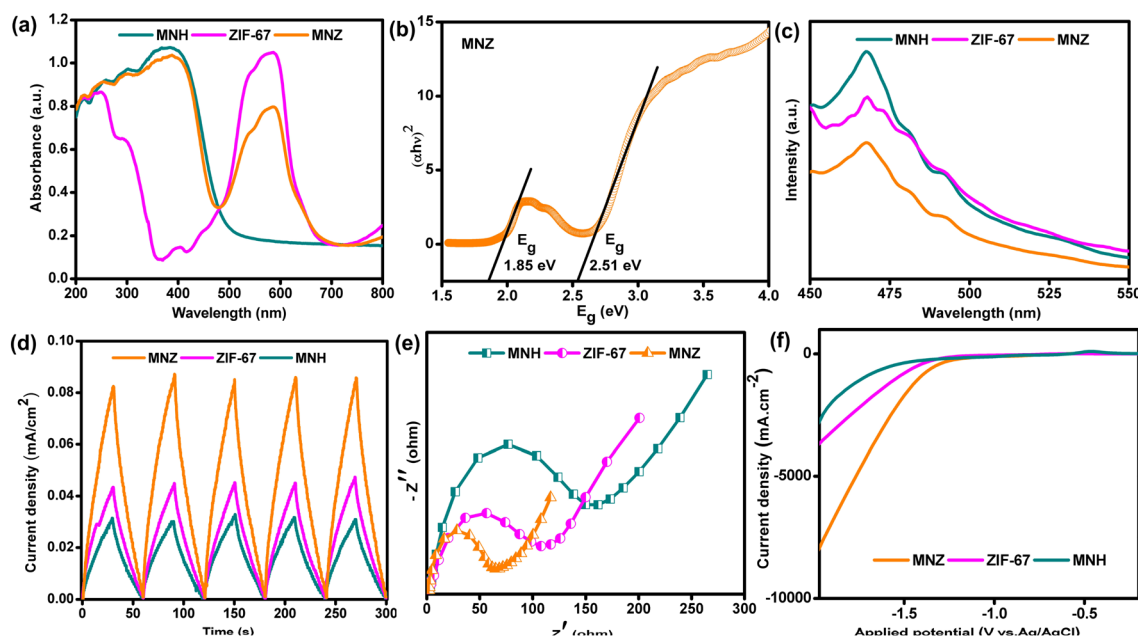 (a)
MNH ZIF-67 MNZ
1.2
1.0
0.8
0.6
0.4
0.2
0.0
Absorbance (a.u.)
200 300 400 500 600 700 800
Wavelength (nm)
(b)
MNZ
15
10
5
0
(αhν)²
Eg
1.85 eV
Eg
2.51 eV
1.5 2.0 2.5 3.0 3.5 4.0
Eg (eV)
(c)
MNH ZIF-67 MNZ
Intensity (a.u.)
450 475 500 525 550
Wavelength (nm)
(d)
MNZ ZIF-67 MNH
0.10
0.08
0.06
0.04
0.02
0.00
Current density (mA/cm²)
0 50 100 150 200 250 300
Time (s)
(e)
MNH ZIF-67 MNZ
- Z'' (ohm)
0 50 100 150 200 250 300
Z' (ohm)
(f)
0
-5000
-10000
Current density (mA.cm-2)
MNZ ZIF-67 MNH
-1.5 -1.0 -0.5
Applied potential (V vs.Ag/AgCl)